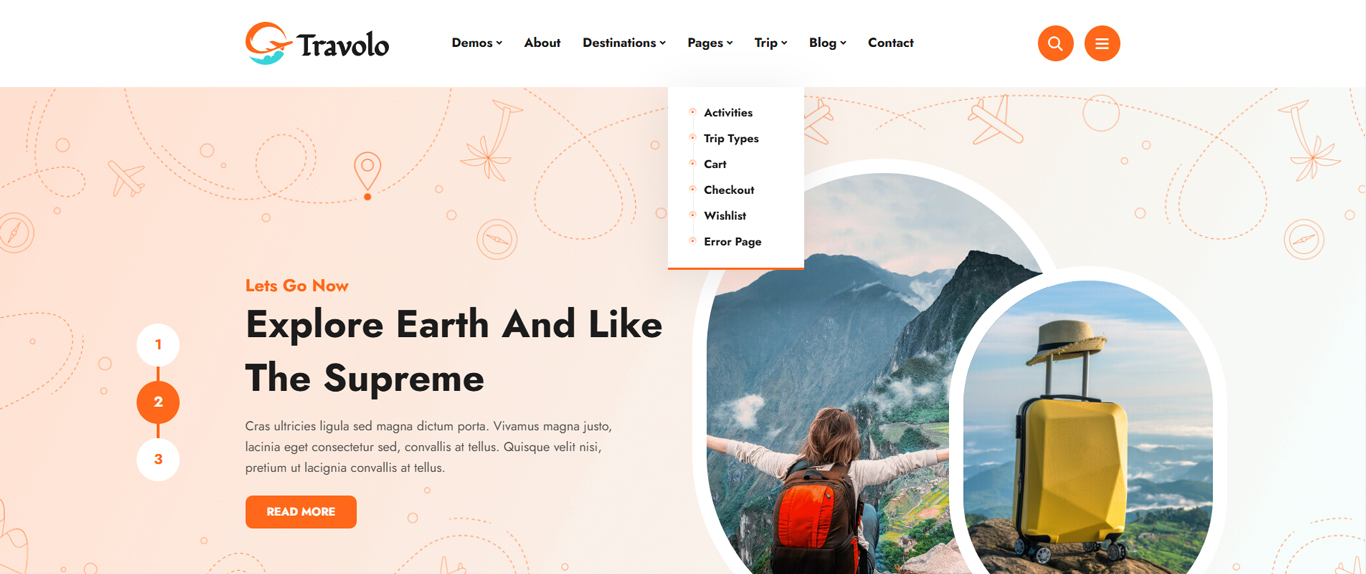 Travolo
Demos About Destinations Pages Trip Blog Contact
Activities
Trip Types
Cart
Checkout
Wishlist
Error Page
Lets Go Now
Explore Earth And Like
The Supreme
Cras ultricies ligula sed magna dictum porta. Vivamus magna justo,
lacinia eget consectetur sed, convallis at tellus. Quisque velit nisi,
pretium ut lacignia convallis at tellus.
READ MORE
1
2
3